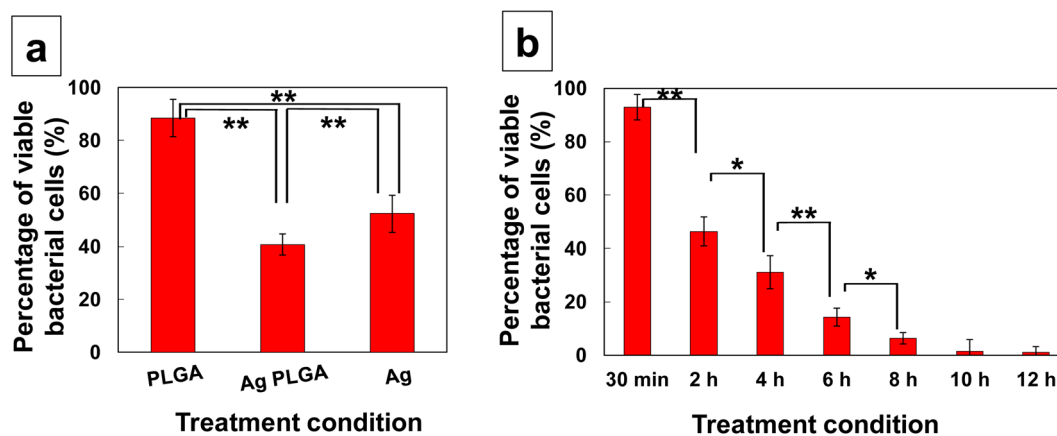 a
Percentage of viable
bacterial cells (%)
100
80
60
40
20
0
**
**
**
PLGA
Ag PLGA
Ag
Treatment condition
b
Percentage of viable
bacterial cells (%)
100
80
60
40
20
0
**
*
**
*
30 min
2 h
4 h
6 h
8 h
10 h
12 h
Treatment condition